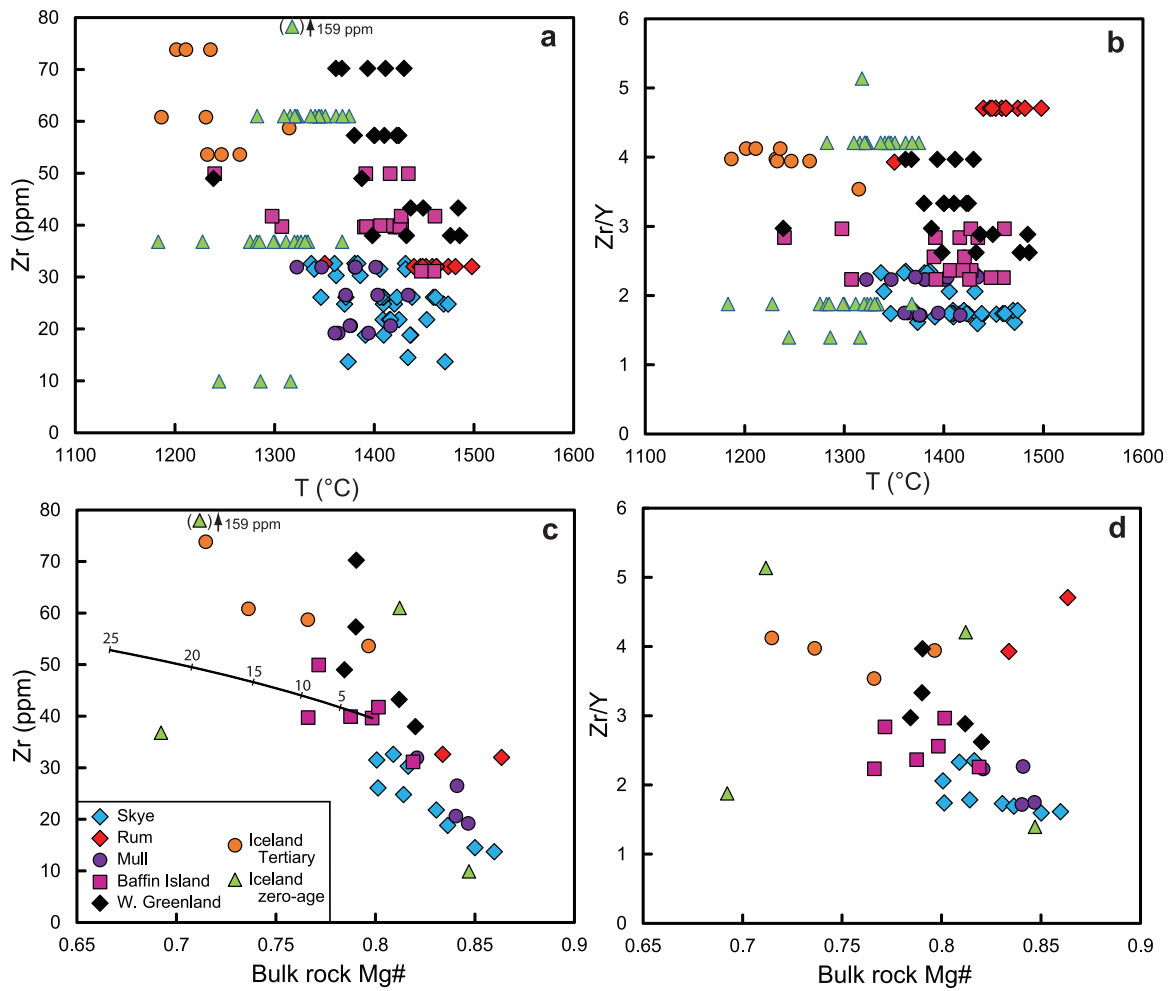 a
( ) 159 ppm
80
70
60
50
40
30
20
10
0
Zr (ppm)
1100 1200 1300 1400 1500 1600
T (°C)
b
6
5
4
3
2
1
0
Zr/Y
1100 1200 1300 1400 1500 1600
T (°C)
c
( ) 159 ppm
80
70
60
50
40
30
20
10
0
Zr (ppm)
25 20 15 10 5
Skye
Rum
Mull
Baffin Island
W. Greenland
Iceland
Tertiary
Iceland
zero-age
0.65 0.7 0.75 0.8 0.85 0.9
Bulk rock Mg#
d
6
5
4
3
2
1
0
Zr/Y
0.65 0.7 0.75 0.8 0.85 0.9
Bulk rock Mg#